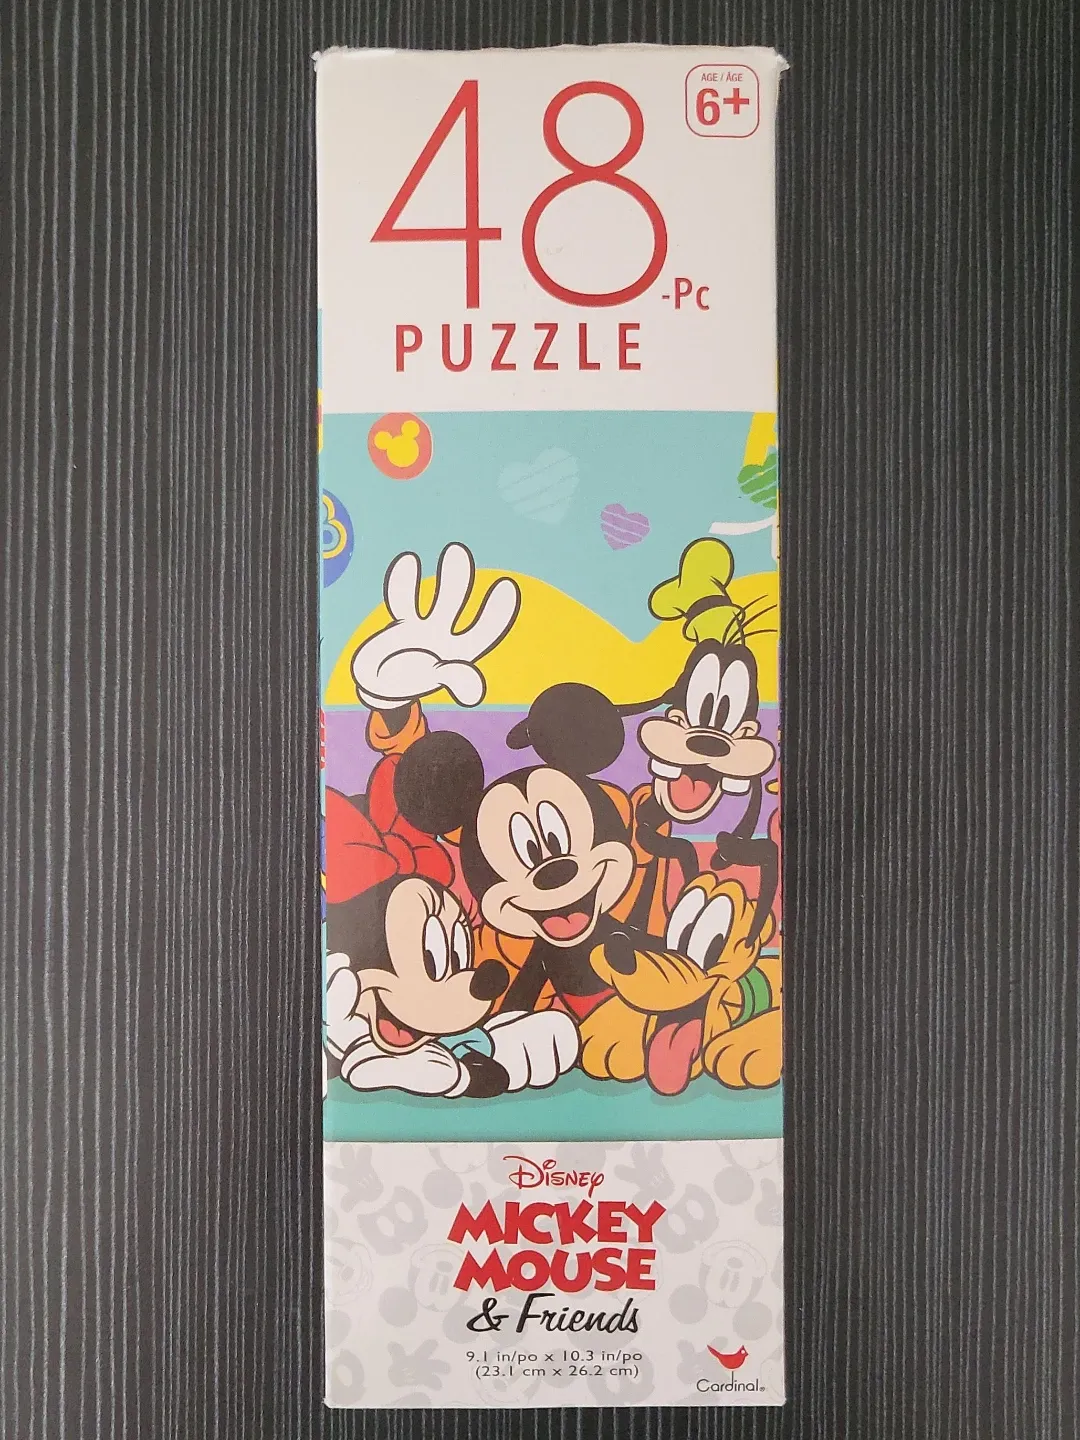 AGE / ÂGE
6+
48
-Pc
PUZZLE
Disney
MICKEY
MOUSE
& Friends
9.1 in/po x 10.3 in/po
(23.1 cm x 26.2 cm)
Cardinal®